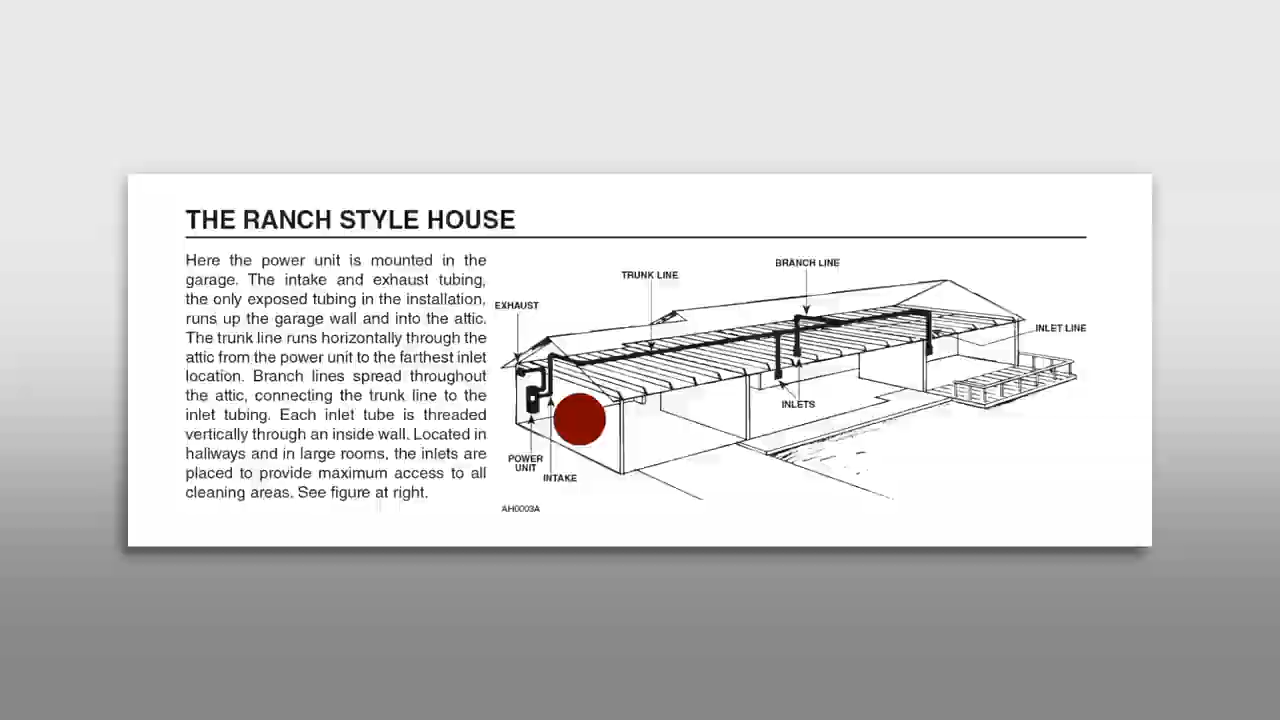 THE RANCH STYLE HOUSE
Here the power unit is mounted in the
garage. The intake and exhaust tubing,
the only exposed tubing in the installation,
runs up the garage wall and into the attic.
The trunk line runs horizontally through the
attic from the power unit to the farthest inlet
location. Branch lines spread throughout
the attic, connecting the trunk line to the
inlet tubing. Each inlet tube is threaded
vertically through an inside wall. Located in
hallways and in large rooms, the inlets are
placed to provide maximum access to all
cleaning areas. See figure at right.
BRANCH LINE
TRUNK LINE
EXHAUST
INLET LINE
INLETS
POWER
UNIT
INTAKE
AH0003A